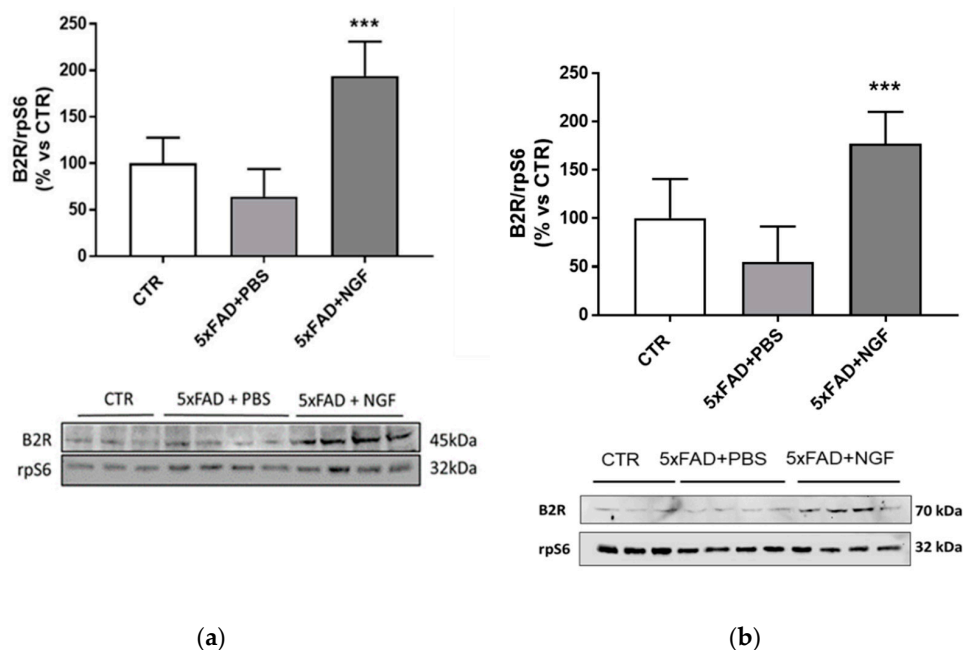 250
200
150
100
50
0
B2R/rpS6
(% vs CTR)
***
CTR
5xFAD+PBS
5xFAD+NGF
CTR 5xFAD + PBS 5xFAD + NGF
B2R 45kDa
rpS6 32kDa
(a)
250
200
150
100
50
0
B2R/rpS6
(% vs CTR)
***
CTR
5xFAD+PBS
5xFAD+NGF
CTR 5xFAD+PBS 5xFAD+NGF
B2R 70 kDa
rpS6 32 kDa
(b)